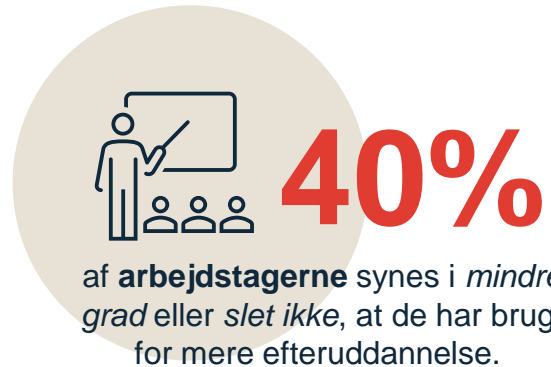 40%
af arbejdstagerne synes i mindre
grad eller slet ikke, at de har brug
for mere efteruddannelse.